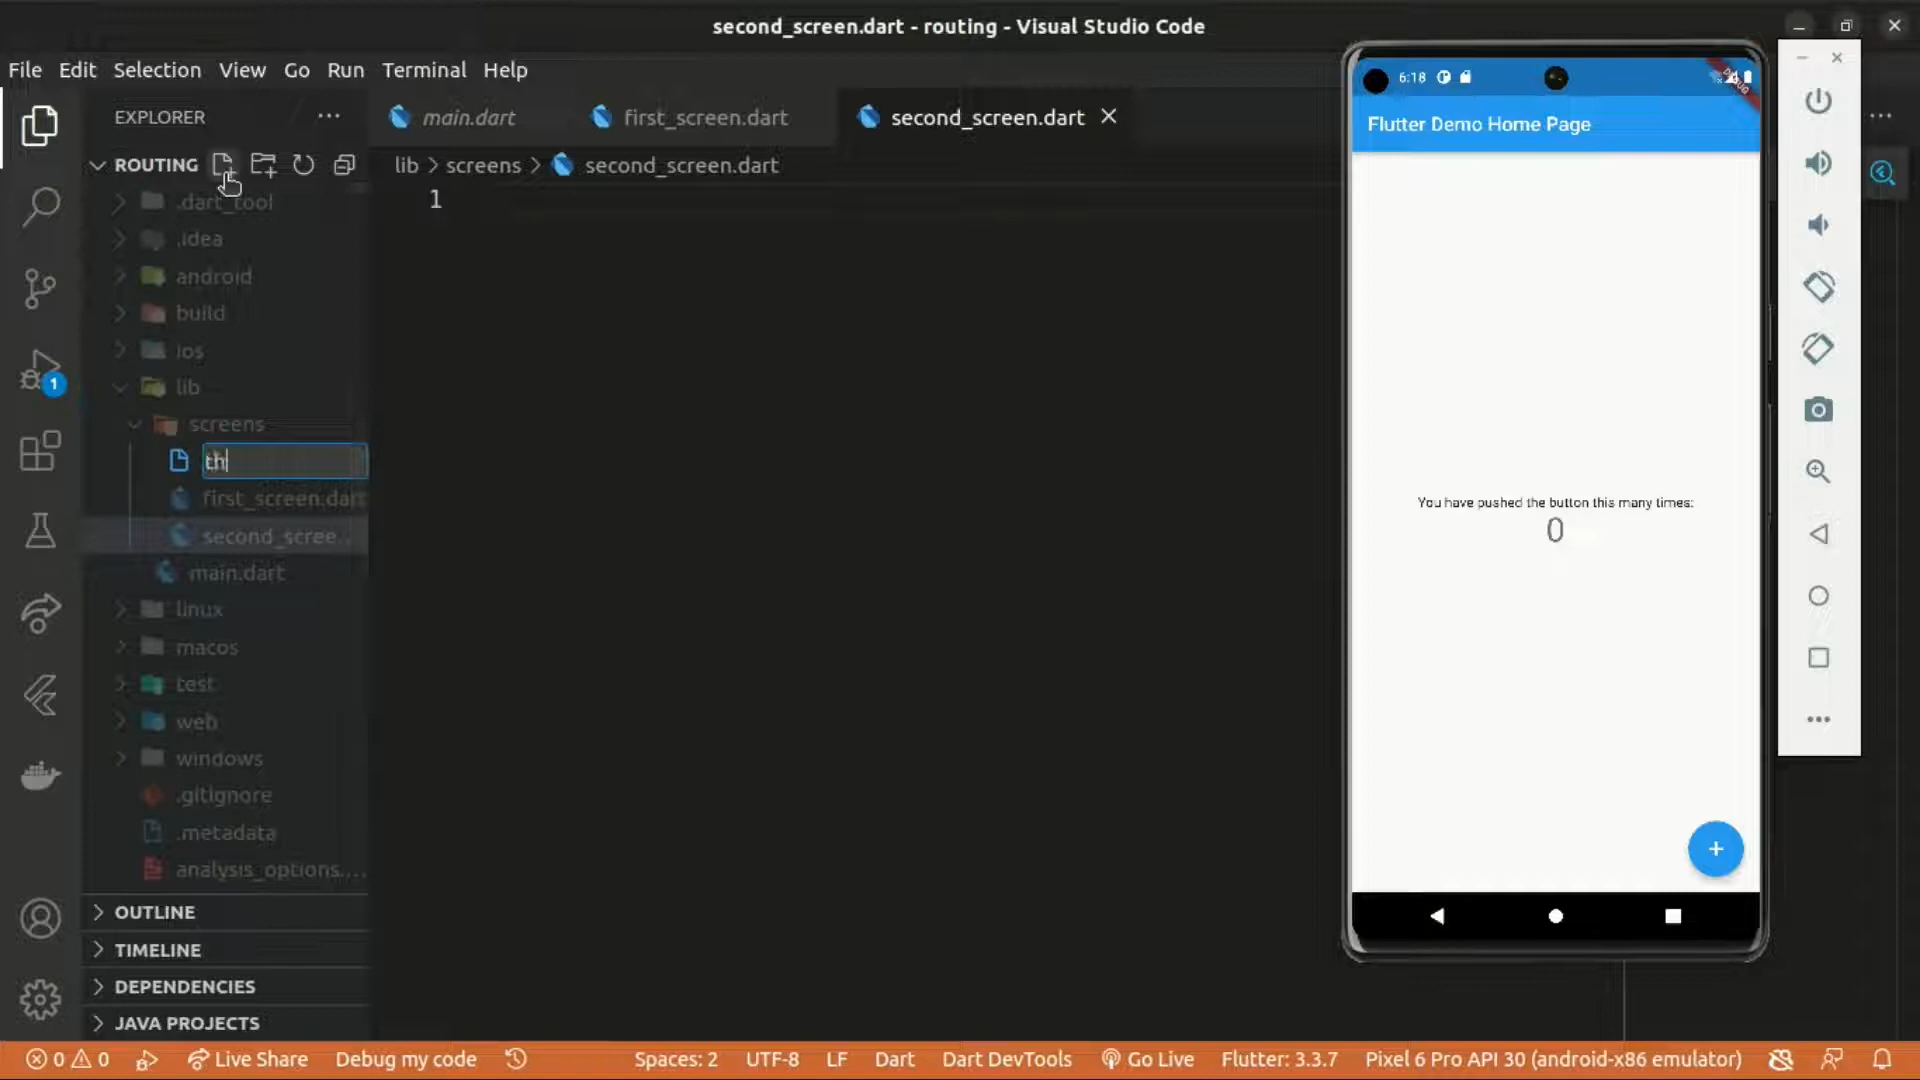 second_screen.dart - routing - Visual Studio Code
File Edit Selection View Go Run Terminal Help
EXPLORER
main.dart first_screen.dart second_screen.dart
ROUTING
lib > screens > second_screen.dart
1
.dart_tool
.idea
android
build
ios
lib
screens
th
first_screen.dart
second_scree...
main.dart
linux
macos
test
web
windows
.gitignore
.metadata
analysis_options....
OUTLINE
TIMELINE
DEPENDENCIES
JAVA PROJECTS
1
6:18
DEBUG
Flutter Demo Home Page
You have pushed the button this many times:
0
+
0 0 Live Share Debug my code Spaces: 2 UTF-8 LF Dart Dart DevTools Go Live Flutter: 3.3.7 Pixel 6 Pro API 30 (android-x86 emulator)